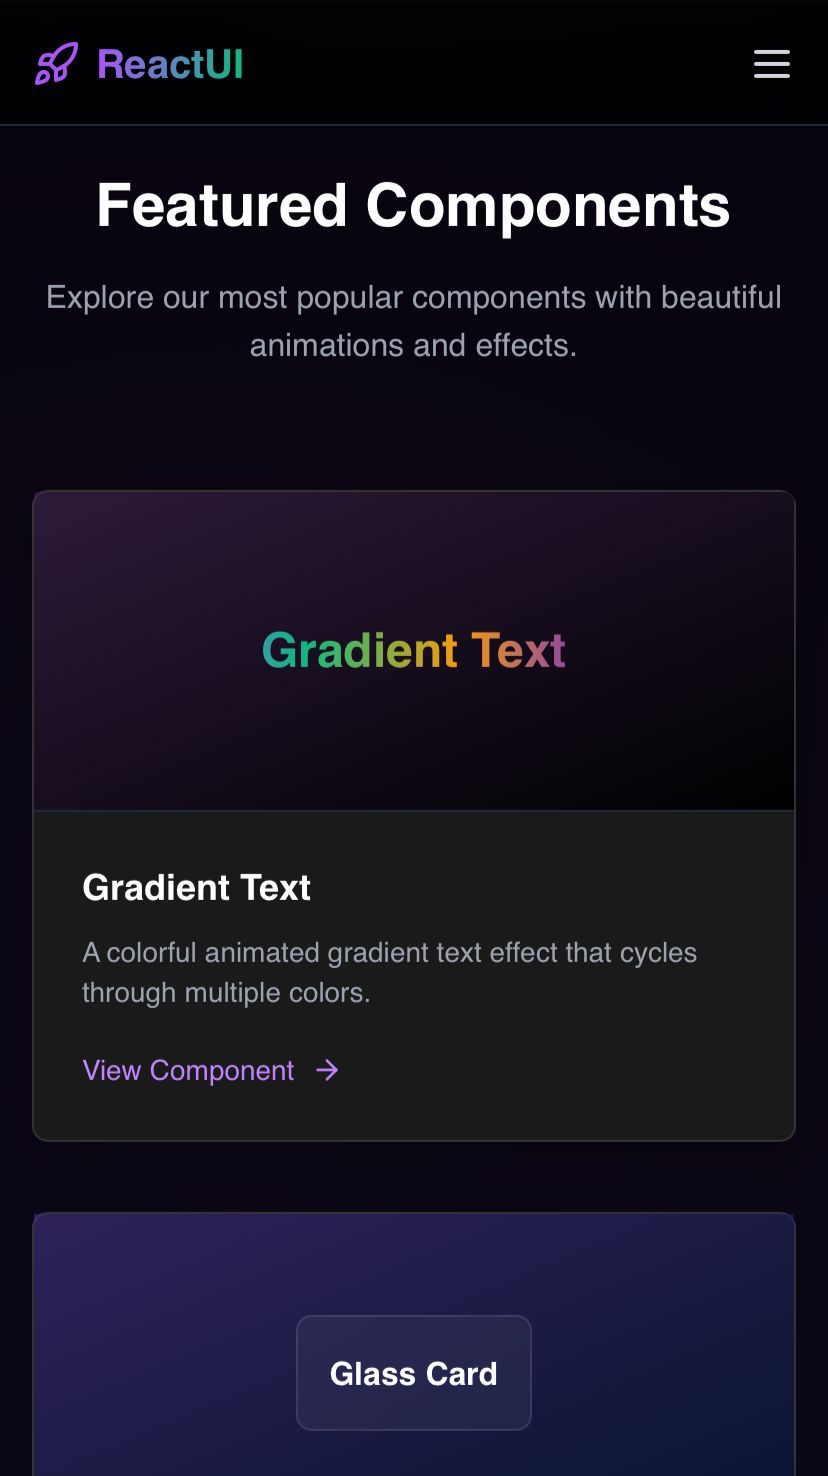 ReactUI
Featured Components
Explore our most popular components with beautiful
animations and effects.
Gradient Text
Gradient Text
A colorful animated gradient text effect that cycles
through multiple colors.
View Component
Glass Card